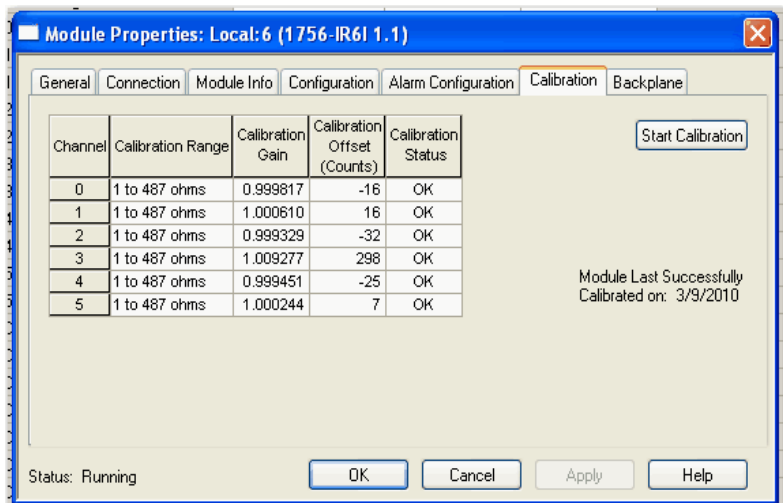 Module Properties: Local:6 (1756-IR6I 1.1)
General Connection Module Info Configuration Alarm Configuration Calibration Backplane
Channel Calibration Range Calibration Gain Calibration Offset (Counts) Calibration Status
0 1 to 487 ohms 0.999817 -16 OK
1 1 to 487 ohms 1.000610 16 OK
2 1 to 487 ohms 0.999329 -32 OK
3 1 to 487 ohms 1.009277 298 OK
4 1 to 487 ohms 0.999451 -25 OK
5 1 to 487 ohms 1.000244 7 OK
Start Calibration
Module Last Successfully
Calibrated on: 3/9/2010
Status: Running
OK Cancel Apply Help